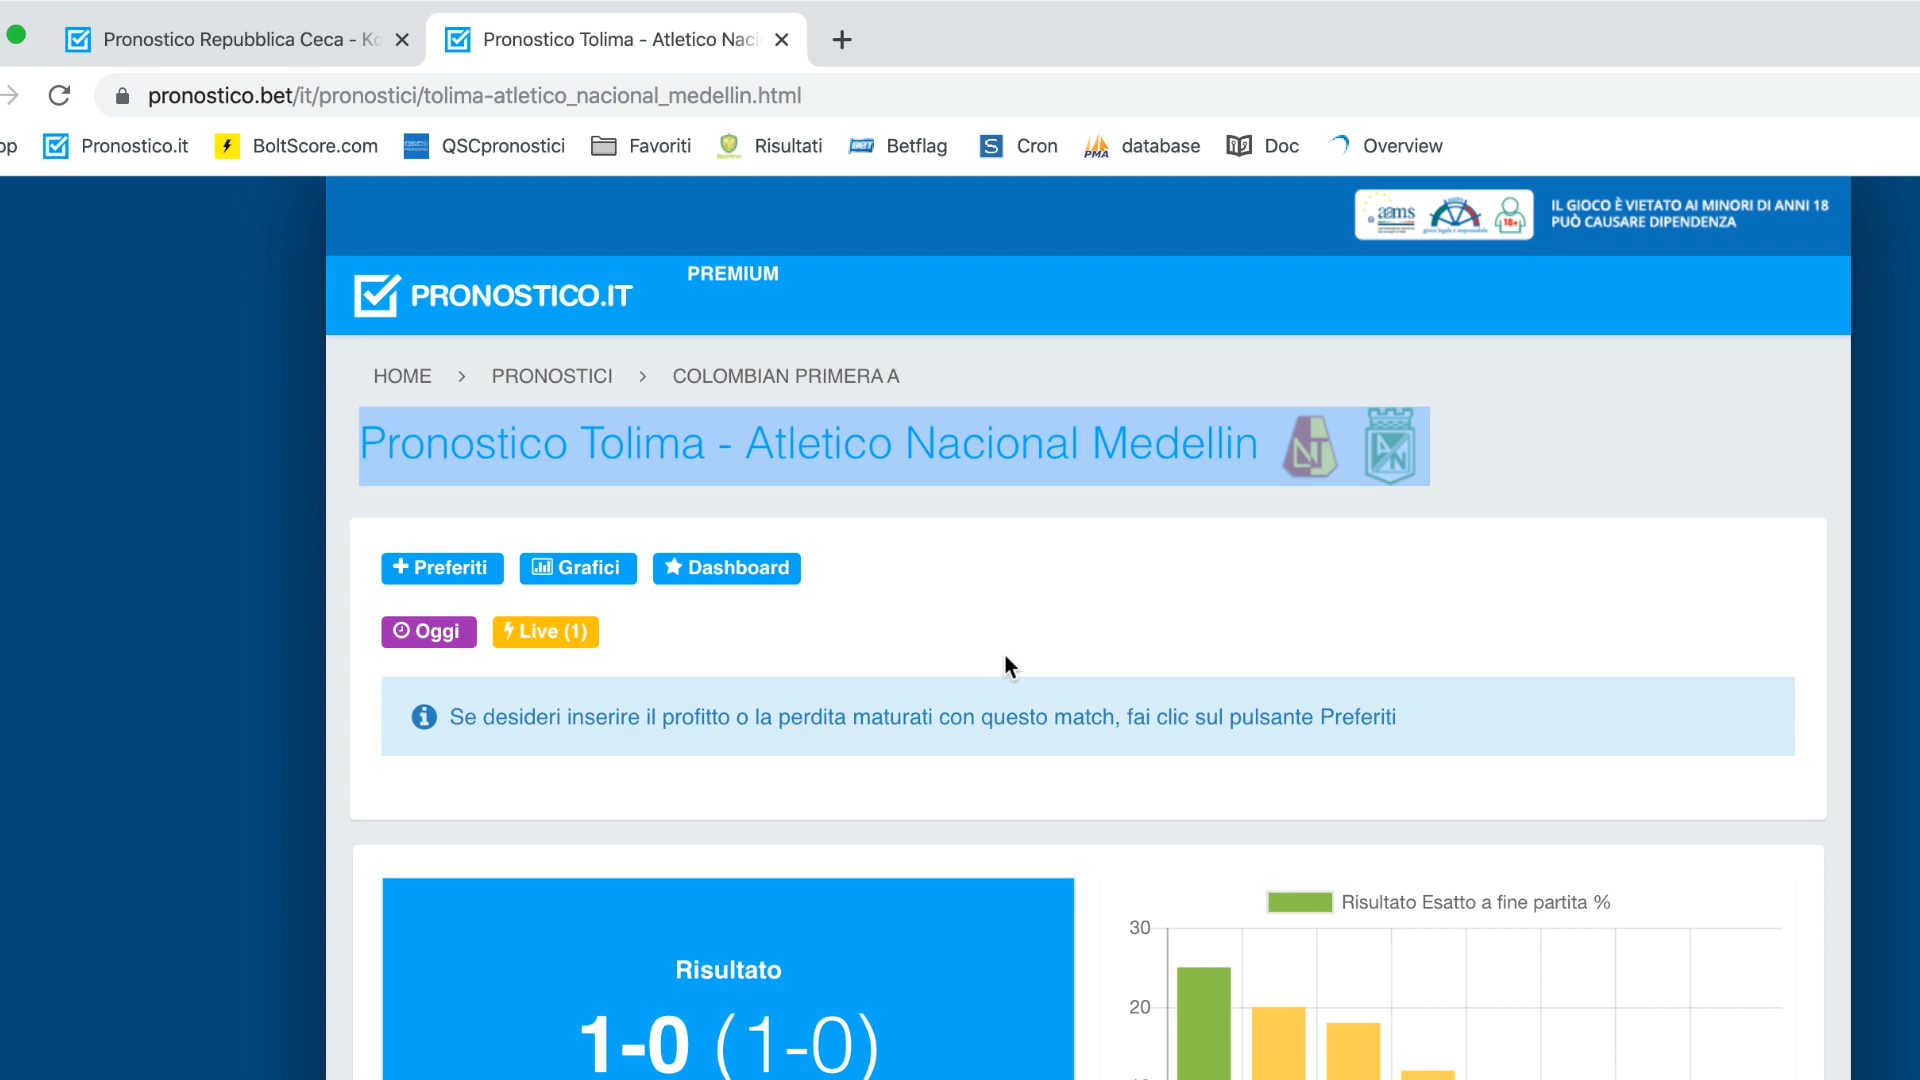 Pronostico Repubblica Ceca - Ko
Pronostico Tolima - Atletico Naci
pronostico.bet/it/pronostici/tolima-atletico_nacional_medellin.html
pp Pronostico.it BoltScore.com QSCpronostici Favoriti Risultati Betflag Cron database Doc Overview
aams
18+
IL GIOCO È VIETATO AI MINORI DI ANNI 18
PUÒ CAUSARE DIPENDENZA
PRONOSTICO.IT
PREMIUM
HOME > PRONOSTICI > COLOMBIAN PRIMERA A
Pronostico Tolima - Atletico Nacional Medellin
Preferiti Grafici Dashboard
Oggi Live (1)
Se desideri inserire il profitto o la perdita maturati con questo match, fai clic sul pulsante Preferiti
Risultato
1-0 (1-0)
Risultato Esatto a fine partita %
30
20